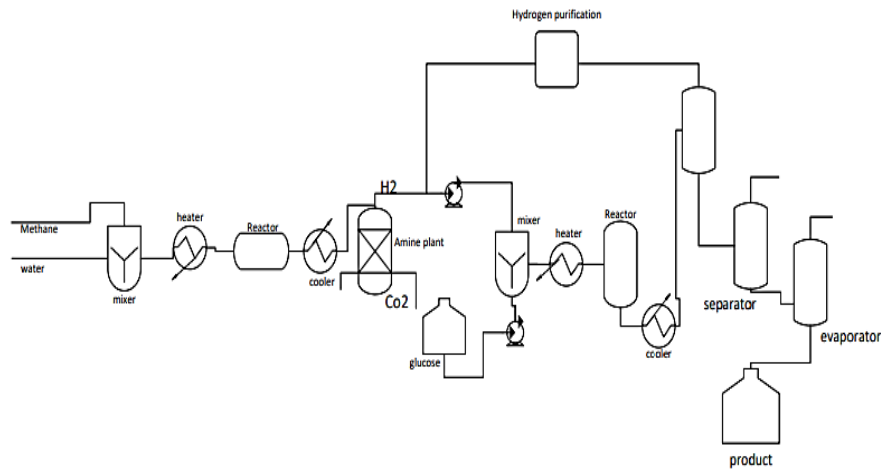 Hydrogen purification
H2
Methane
heater
Reactor
Amine plant
mixer
Reactor
heater
water
cooler
mixer
Co2
glucose
cooler
separator
evaporator
product